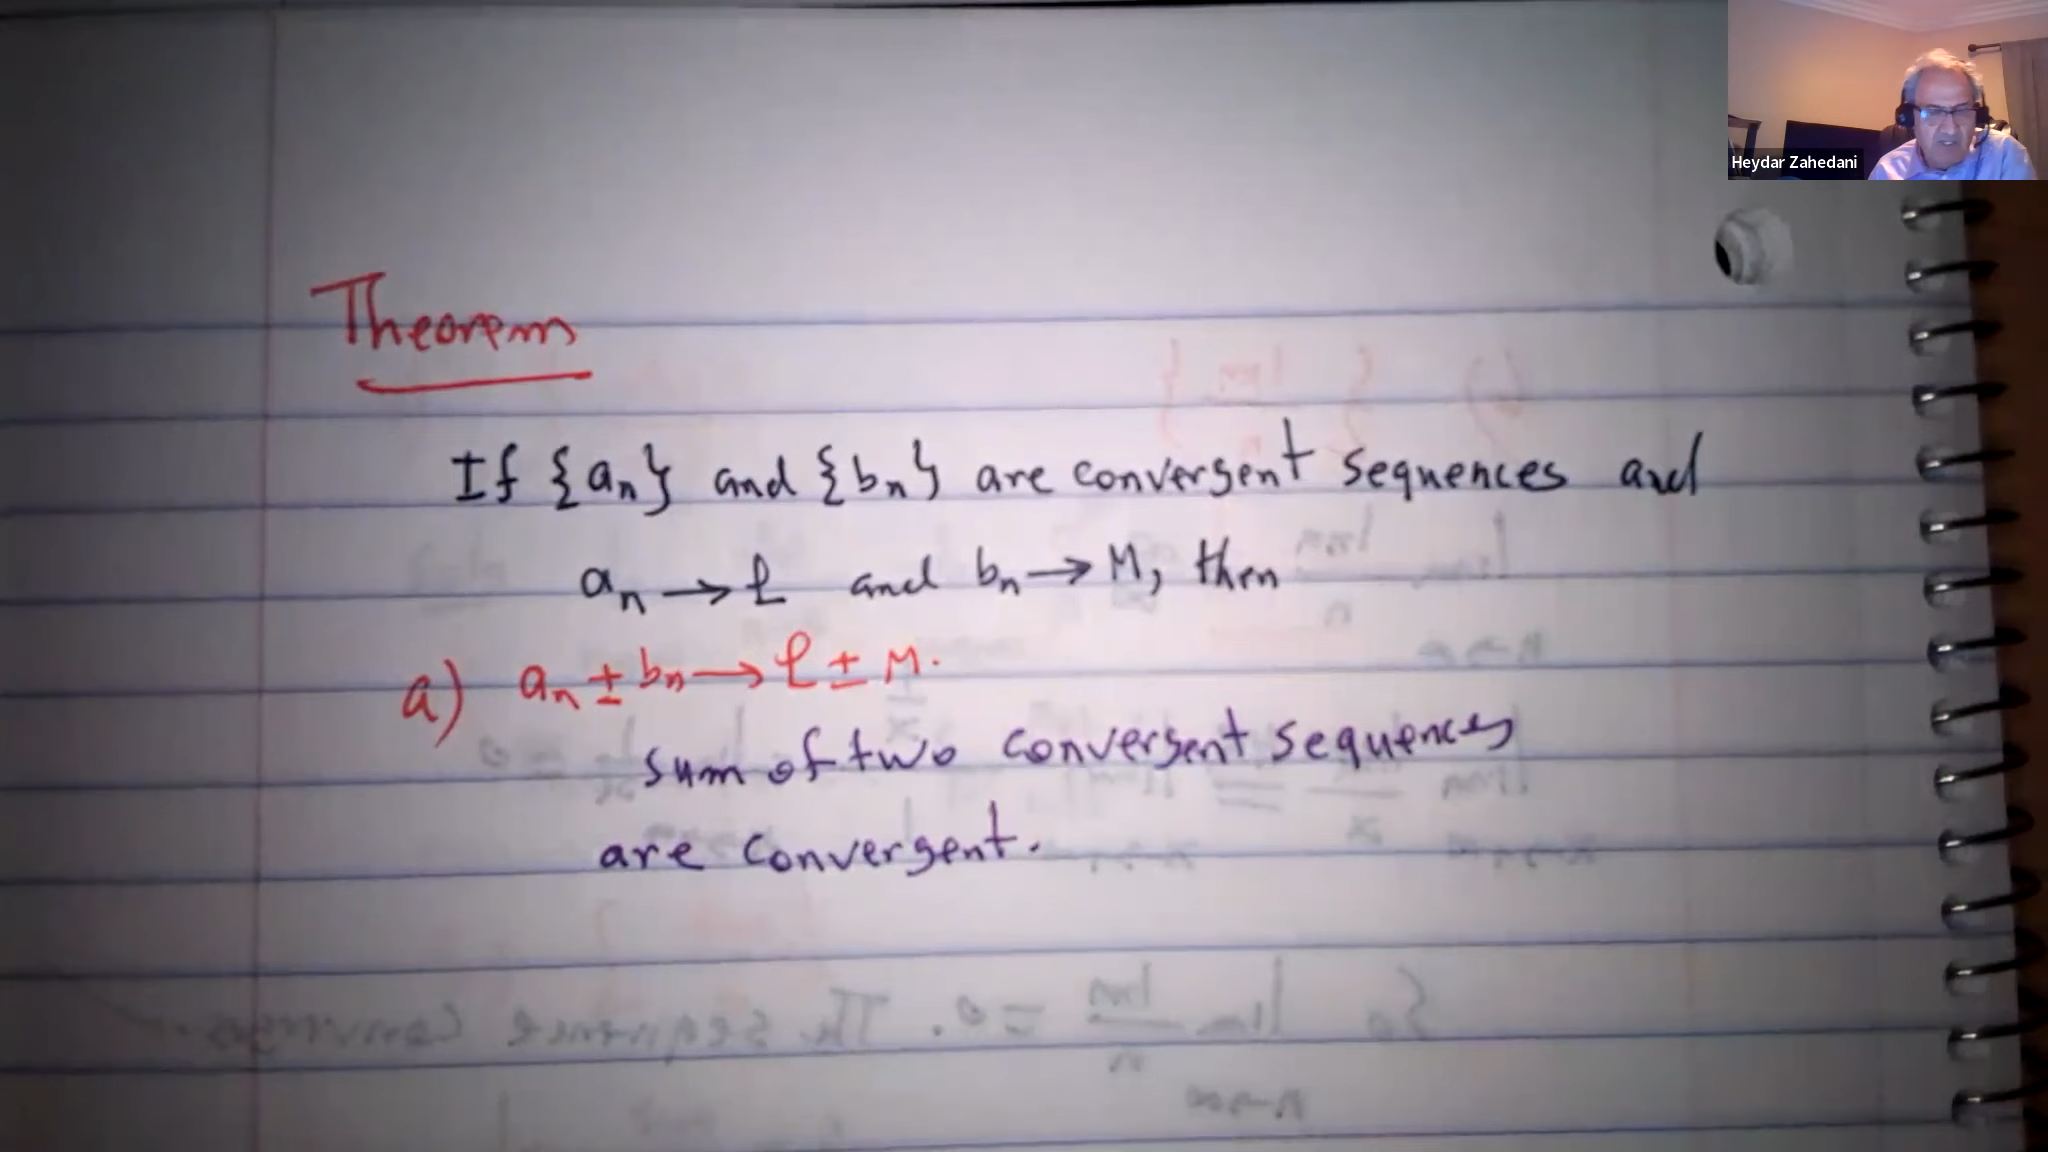 Heydar Zahedani
Theorem
If {aₙ} and {bₙ} are convergent sequences and
aₙ → ℓ and bₙ → M, then
a) aₙ ± bₙ → ℓ ± M.
sum of two convergent sequences
are convergent.